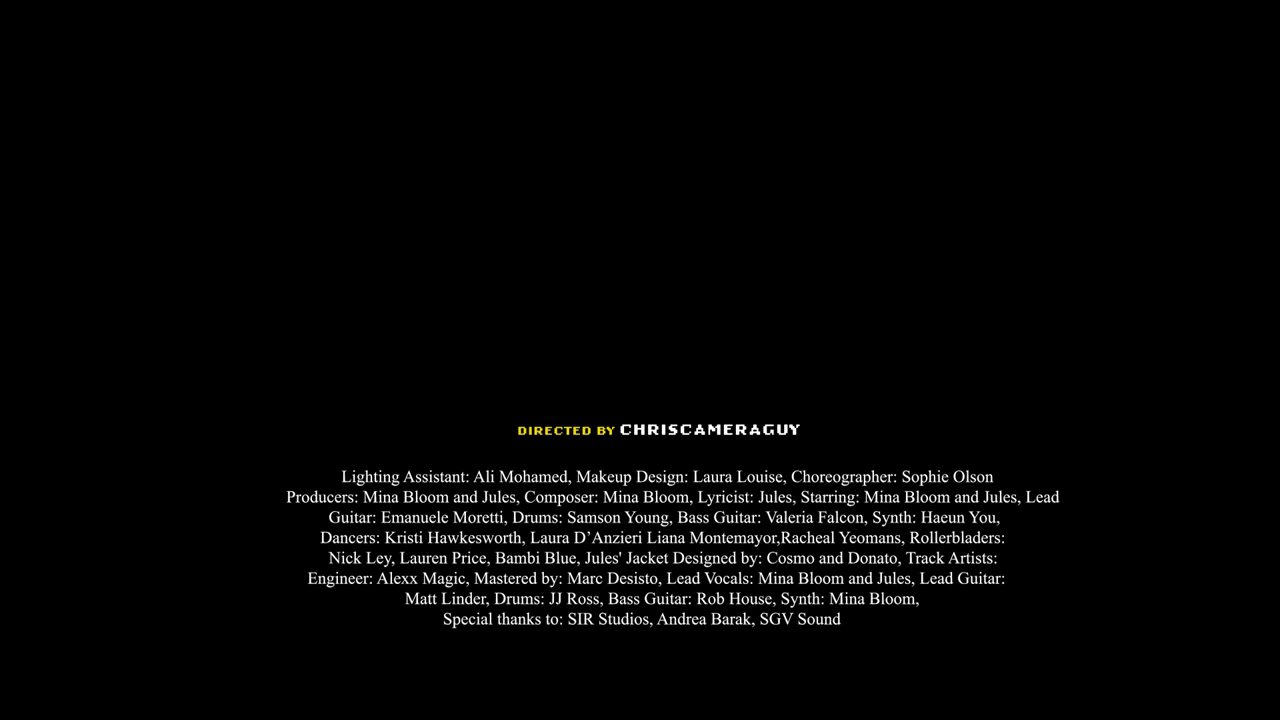 DIRECTED BY CHRISCAMERAGUY
Lighting Assistant: Ali Mohamed, Makeup Design: Laura Louise, Choreographer: Sophie Olson
Producers: Mina Bloom and Jules, Composer: Mina Bloom, Lyricist: Jules, Starring: Mina Bloom and Jules, Lead
Guitar: Emanuele Moretti, Drums: Samson Young, Bass Guitar: Valeria Falcon, Synth: Haeun You,
Dancers: Kristi Hawkesworth, Laura D’Anzieri Liana Montemayor,Racheal Yeomans, Rollerbladers:
Nick Ley, Lauren Price, Bambi Blue, Jules' Jacket Designed by: Cosmo and Donato, Track Artists:
Engineer: Alexx Magic, Mastered by: Marc Desisto, Lead Vocals: Mina Bloom and Jules, Lead Guitar:
Matt Linder, Drums: JJ Ross, Bass Guitar: Rob House, Synth: Mina Bloom,
Special thanks to: SIR Studios, Andrea Barak, SGV Sound